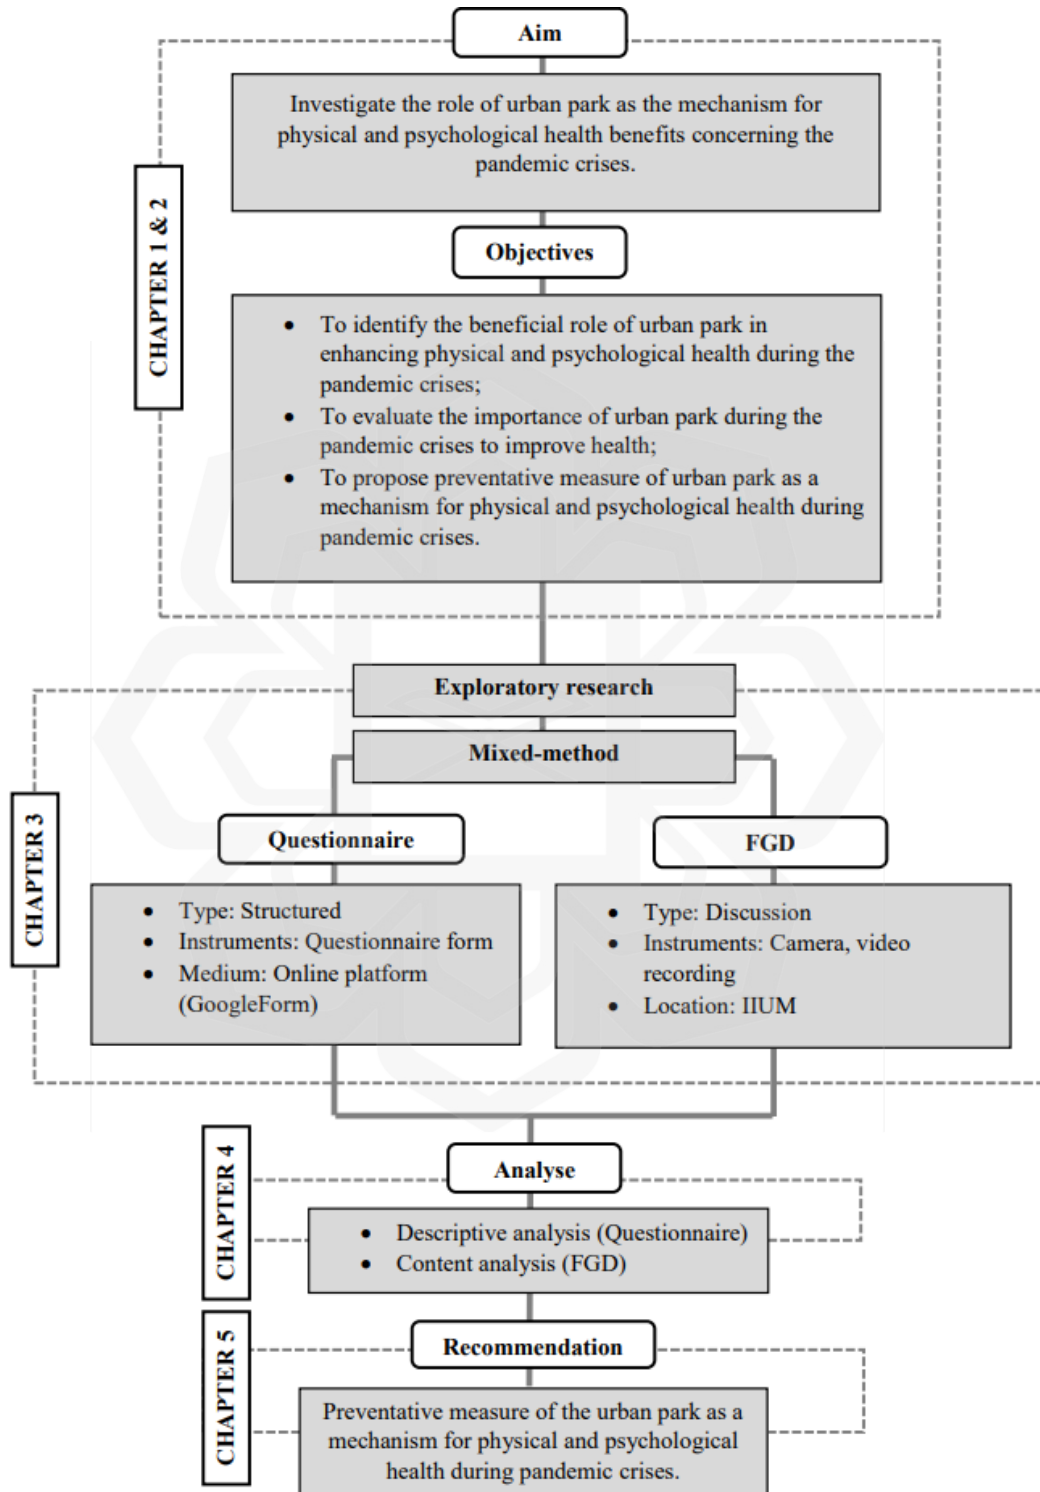 Aim
Investigate the role of urban park as the mechanism for
physical and psychological health benefits concerning the
pandemic crises.
CHAPTER 1 & 2
Objectives
• To identify the beneficial role of urban park in
enhancing physical and psychological health during the
pandemic crises;
• To evaluate the importance of urban park during the
pandemic crises to improve health;
• To propose preventative measure of urban park as a
mechanism for physical and psychological health during
pandemic crises.
Exploratory research
Mixed-method
CHAPTER 3
Questionnaire
• Type: Structured
• Instruments: Questionnaire form
• Medium: Online platform
(GoogleForm)
FGD
• Type: Discussion
• Instruments: Camera, video
recording
• Location: IIUM
CHAPTER 4
Analyse
• Descriptive analysis (Questionnaire)
• Content analysis (FGD)
CHAPTER 5
Recommendation
Preventative measure of the urban park as a
mechanism for physical and psychological
health during pandemic crises.